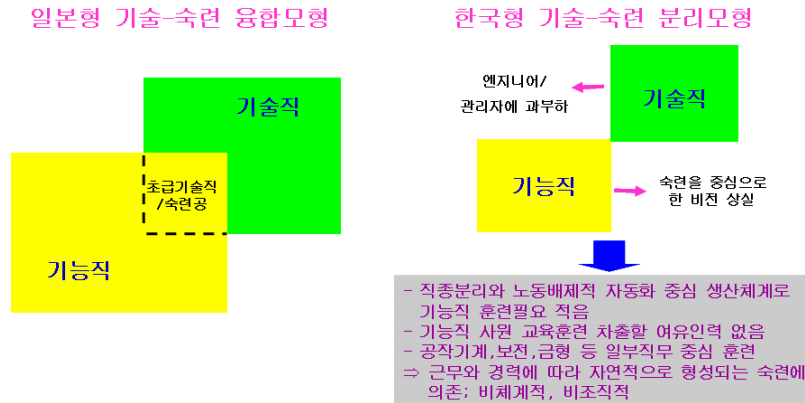 일본형 기술-숙련 융합모형
기술직
초급기술직
/숙련공
기능직
한국형 기술-숙련 분리모형
엔지니어/
관리자에 과부하
기술직
기능직
숙련을 중심으로
한 비전 상실
- 직종분리와 노동배제적 자동화 중심 생산체계로
기능직 훈련필요 적음
- 기능직 사원 교육훈련 차출할 여유인력 없음
- 공작기계,보전,금형 등 일부직무 중심 훈련
⇒ 근무와 경력에 따라 자연적으로 형성되는 숙련에
의존; 비체계적, 비조직적